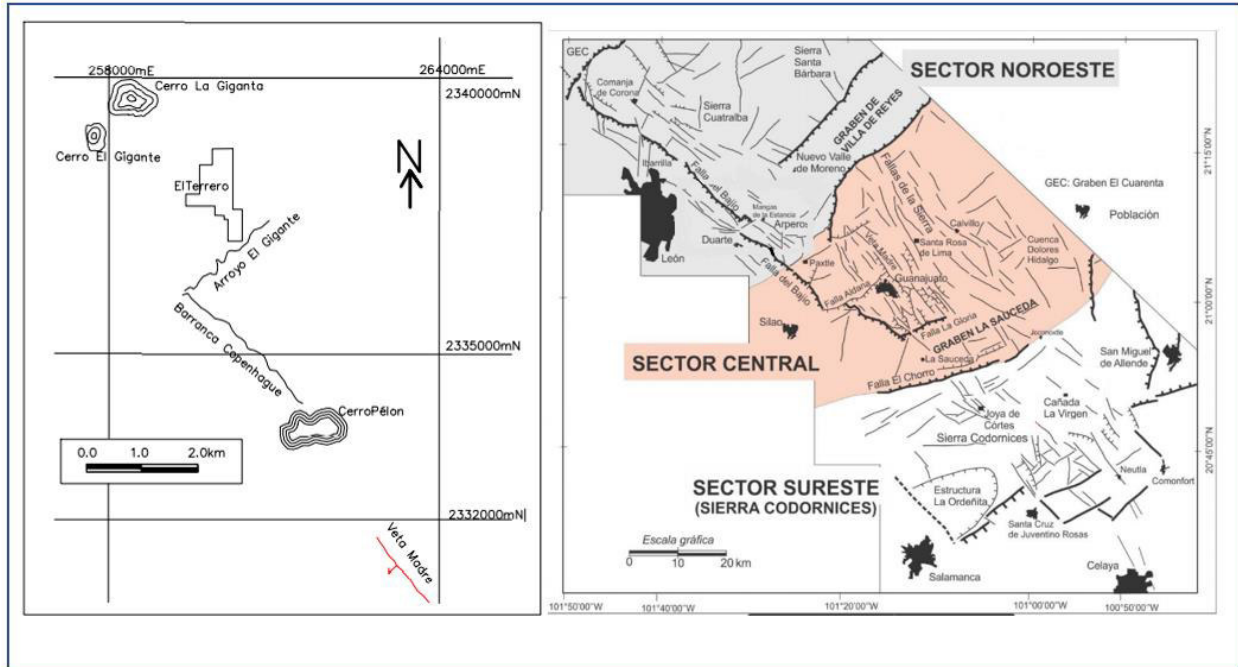 258000mE
264000mE
Cerro La Giganta
2340000mN
Cerro El Gigante
N
El Terrero
Arroyo El Gigante
Barranca Copenhague
2335000mN
CerroPélon
0.0 1.0 2.0km
2332000mN
Veta Madre
GEC
Sierra
Santa
Bárbara
SECTOR NOROESTE
Comanja
de Corona
Sierra
Cuatralba
GRABEN DE
VILLA DE REYES
Ibarrilla
Nuevo Valle
de Moreno
Falla del Bajío
Fallas de la Sierra
GEC: Graben El Cuarenta
Población
21°15'00"N
Mangas
de la Estancia
Arpero
Duarte
León
Calvillo
Santa Rosa
de Lima
Cuenca
Dolores
Hidalgo
Veta Madre
Paxtle
Falla del Bajío
Guanajuato
Falla Aldana
21°00'00"N
Silao
Falla La Gloria
GRABEN LA SAUCEDA
SECTOR CENTRAL
La Sauceda
Falla El Chorro
San Miguel
de Allende
Joya de
Córtes
Cañada
La Virgen
Sierra Codornices
20°45'00"N
SECTOR SURESTE
(SIERRA CODORNICES)
Estructura
La Ordeñita
Neutla
Comonfort
Santa Cruz
de Juventino Rosas
Escala gráfica
0 10 20 km
Salamanca
Celaya
101°50'00"W 101°40'00"W 101°20'00"W 101°00'00"W 100°50'00"W